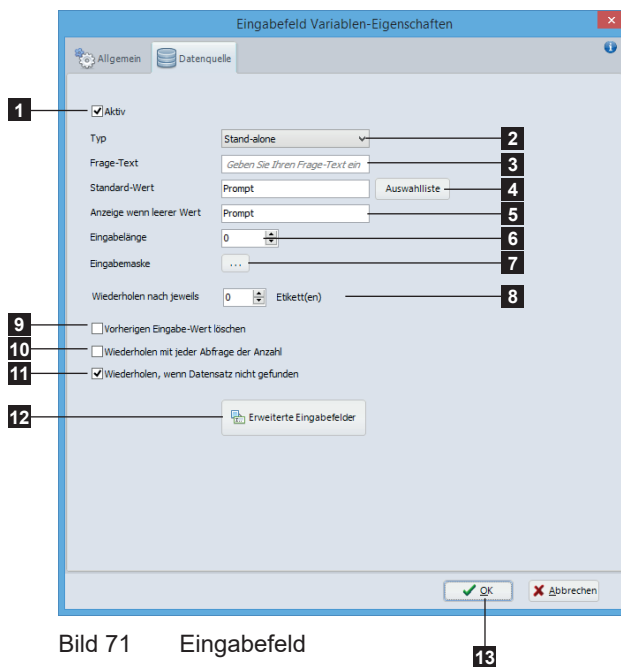 Eingabefeld Variablen-Eigenschaften
Allgemein Datenquelle
1 Aktiv
Typ Stand-alone 2
Frage-Text Geben Sie Ihren Frage-Text ein 3
Standard-Wert Prompt Auswahlliste 4
Anzeige wenn leerer Wert Prompt 5
Eingabelänge 0 6
Eingabemaske ... 7
Wiederholen nach jeweils 0 Etikett(en) 8
9 Vorherigen Eingabe-Wert löschen
10 Wiederholen mit jeder Abfrage der Anzahl
11 Wiederholen, wenn Datensatz nicht gefunden
12 Erweiterte Eingabefelder
OK Abbrechen
Bild 71 Eingabefeld
13